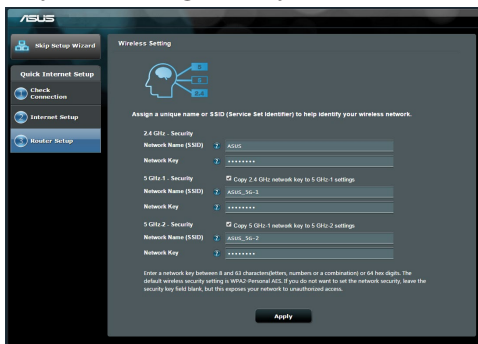 ASUS
Skip Setup Wizard
Wireless Setting
Quick Internet Setup
1 Check Connection
2 Internet Setup
3 Router Setup
5
5
2.4
Assign a unique name or SSID (Service Set Identifier) to help identify your wireless network.
2.4 GHz - Security
Network Name (SSID) ? ASUS
Network Key ? ••••••••
5 GHz-1 - Security Copy 2.4 GHz network key to 5 GHz-1 settings
Network Name (SSID) ? ASUS_5G-1
Network Key ? ••••••••
5 GHz-2 - Security Copy 5 GHz-1 network key to 5 GHz-2 settings
Network Name (SSID) ? ASUS_5G-2
Network Key ? ••••••••
Enter a network key between 8 and 63 characters(letters, numbers or a combination) or 64 hex digits. The
default wireless security setting is WPA2-Personal AES. If you do not want to set the network security, leave the
security key field blank, but this exposes your network to unauthorized access.
Apply